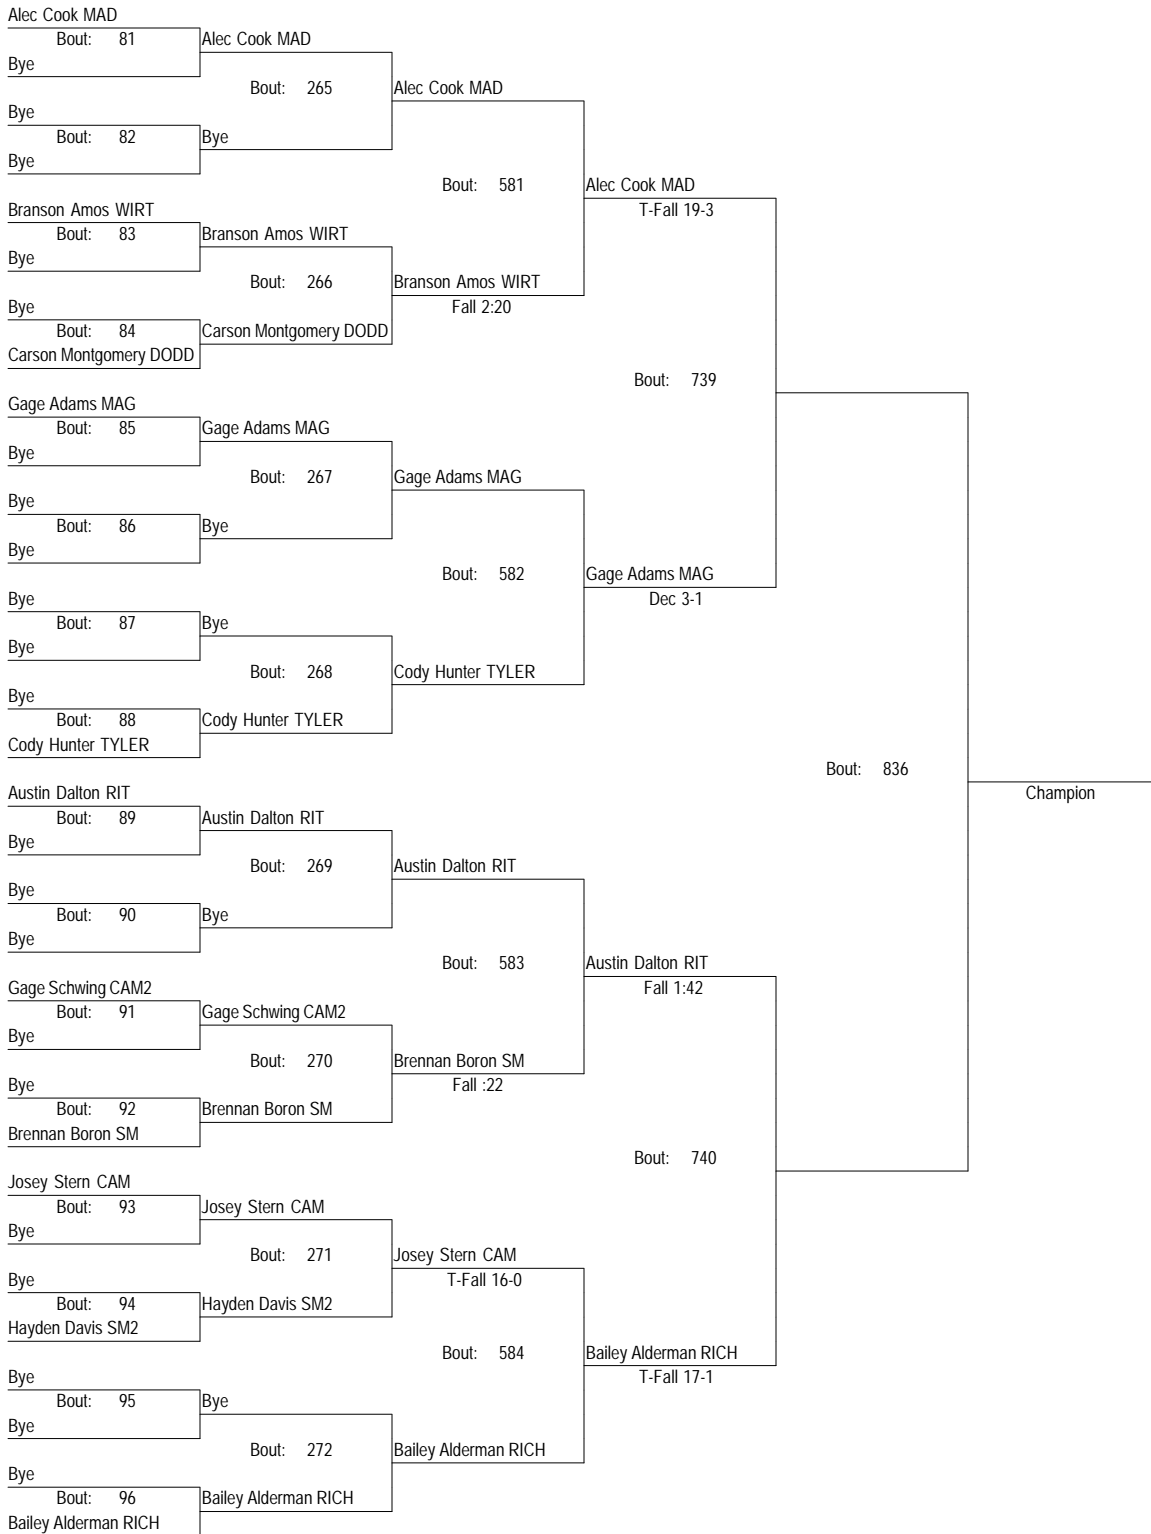 Alec Cook MAD
Bout: 81 Alec Cook MAD
Bye
Bout: 265 Alec Cook MAD
Bye
Bout: 82 Bye
Bye
Bout: 581 Alec Cook MAD
T-Fall 19-3
Branson Amos WIRT
Bout: 83 Branson Amos WIRT
Bye
Bout: 266 Branson Amos WIRT
Bye
Fall 2:20
Bout: 84 Carson Montgomery DODD
Carson Montgomery DODD
Bout: 739
Gage Adams MAG
Bout: 85 Gage Adams MAG
Bye
Bout: 267 Gage Adams MAG
Bye
Bout: 86 Bye
Bye
Bout: 582 Gage Adams MAG
Bye
Dec 3-1
Bout: 87 Bye
Bye
Bout: 268 Cody Hunter TYLER
Bye
Bout: 88 Cody Hunter TYLER
Cody Hunter TYLER
Bout: 836
Austin Dalton RIT
Champion
Bout: 89 Austin Dalton RIT
Bye
Bout: 269 Austin Dalton RIT
Bye
Bout: 90 Bye
Bye
Bout: 583 Austin Dalton RIT
Gage Schwing CAM2
Fall 1:42
Bout: 91 Gage Schwing CAM2
Bye
Bout: 270 Brennan Boron SM
Bye
Fall :22
Bout: 92 Brennan Boron SM
Brennan Boron SM
Bout: 740
Josey Stern CAM
Bout: 93 Josey Stern CAM
Bye
Bout: 271 Josey Stern CAM
Bye
T-Fall 16-0
Bout: 94 Hayden Davis SM2
Hayden Davis SM2
Bout: 584 Bailey Alderman RICH
Bye
T-Fall 17-1
Bout: 95 Bye
Bye
Bout: 272 Bailey Alderman RICH
Bye
Bout: 96 Bailey Alderman RICH
Bailey Alderman RICH